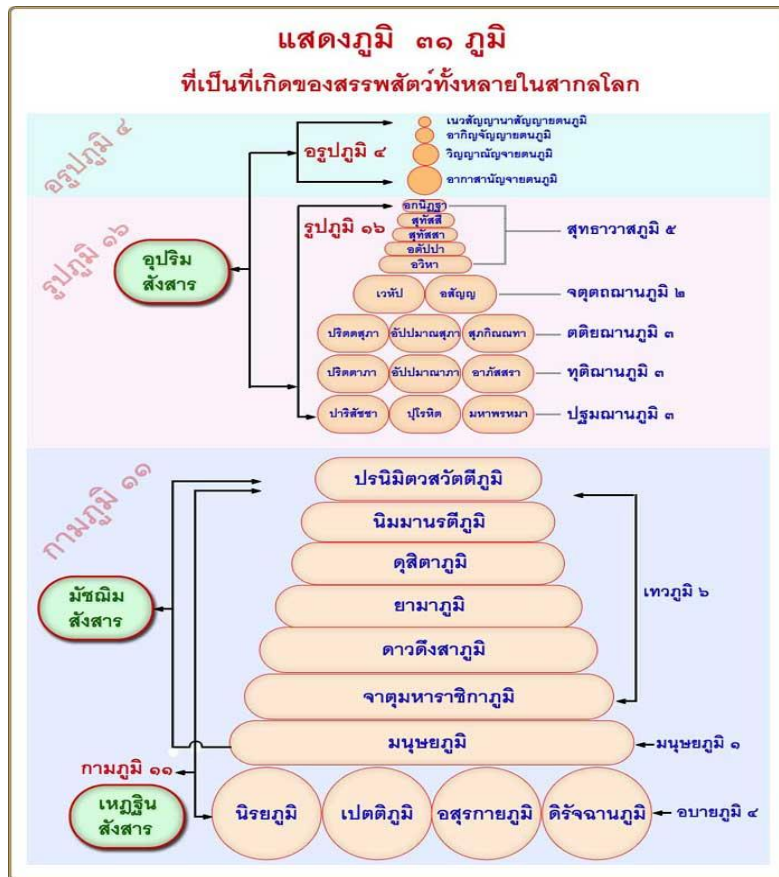 แสดงภูมิ ๓๑ ภูมิ
ที่เป็นที่เกิดของสรรพสัตว์ทั้งหลายในสากลโลก
อรูปภูมิ ๔
อรูปภูมิ ๔
เนวสัญญานาสัญญายตนภูมิ
อากิญจัญญายตนภูมิ
วิญญาณัญจายตนภูมิ
อากาสานัญจายตนภูมิ
รูปภูมิ ๑๖
อุปริม
สังสาร
รูปภูมิ ๑๖
อกนิฏฐา
สุทัสสี
สุทัสสา
อตัปปา
อวิหา
สุทธาวาสภูมิ ๕
เวหัป
อสัญญ
จตุตถฌานภูมิ ๒
ปริตตสุภา
อัปปมาณสุภา
สุภกิณณหา
ตติยฌานภูมิ ๓
ปริตตาภา
อัปปมาณาภา
อาภัสสรา
ทุติฌานภูมิ ๓
ปาริสัชชา
ปุโรหิต
มหาพรหมา
ปฐมฌานภูมิ ๓
กามภูมิ ๑๑
ปรนิมิตวสวัตตีภูมิ
นิมมานรตีภูมิ
ดุสิตาภูมิ
ยามาภูมิ
ดาวดึงสาภูมิ
จาตุมหาราชิกาภูมิ
เทวภูมิ ๖
มัชฌิม
สังสาร
มนุษยภูมิ
มนุษยภูมิ ๑
กามภูมิ ๑๑
เหฏฐิน
สังสาร
นิรยภูมิ
เปตติภูมิ
อสุรกายภูมิ
ดิรัจฉานภูมิ
อบายภูมิ ๔